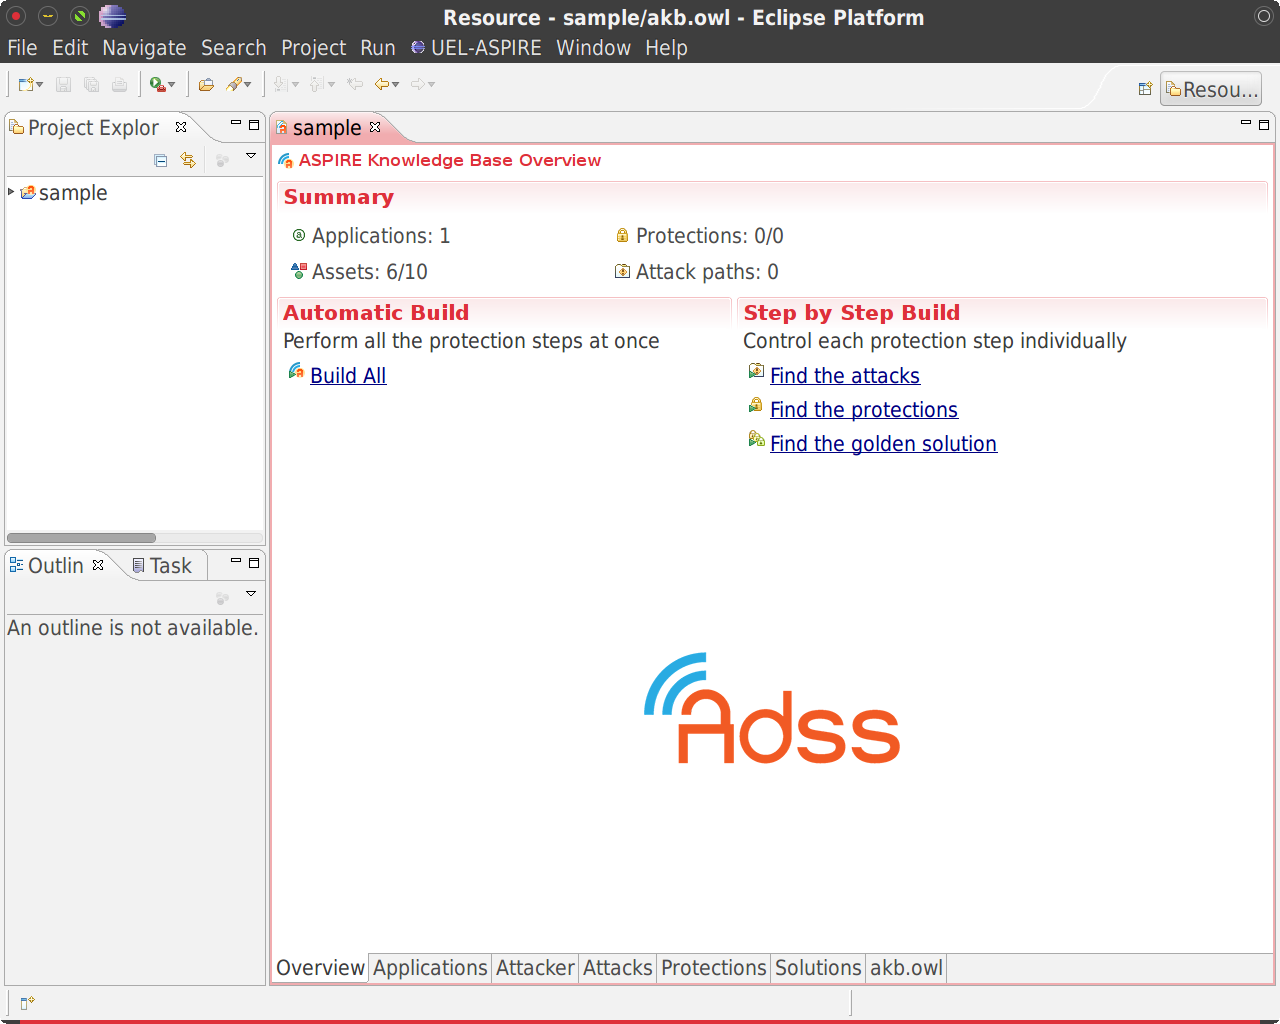 Resource - sample/akb.owl - Eclipse Platform
File Edit Navigate Search Project Run UEL-ASPIRE Window Help
Resou...
Project Explor
sample
sample
ASPIRE Knowledge Base Overview
Summary
Applications: 1
Protections: 0/0
Assets: 6/10
Attack paths: 0
Automatic Build
Perform all the protection steps at once
Build All
Step by Step Build
Control each protection step individually
Find the attacks
Find the protections
Find the golden solution
Outlin
Task
An outline is not available.
Adss
Overview Applications Attacker Attacks Protections Solutions akb.owl